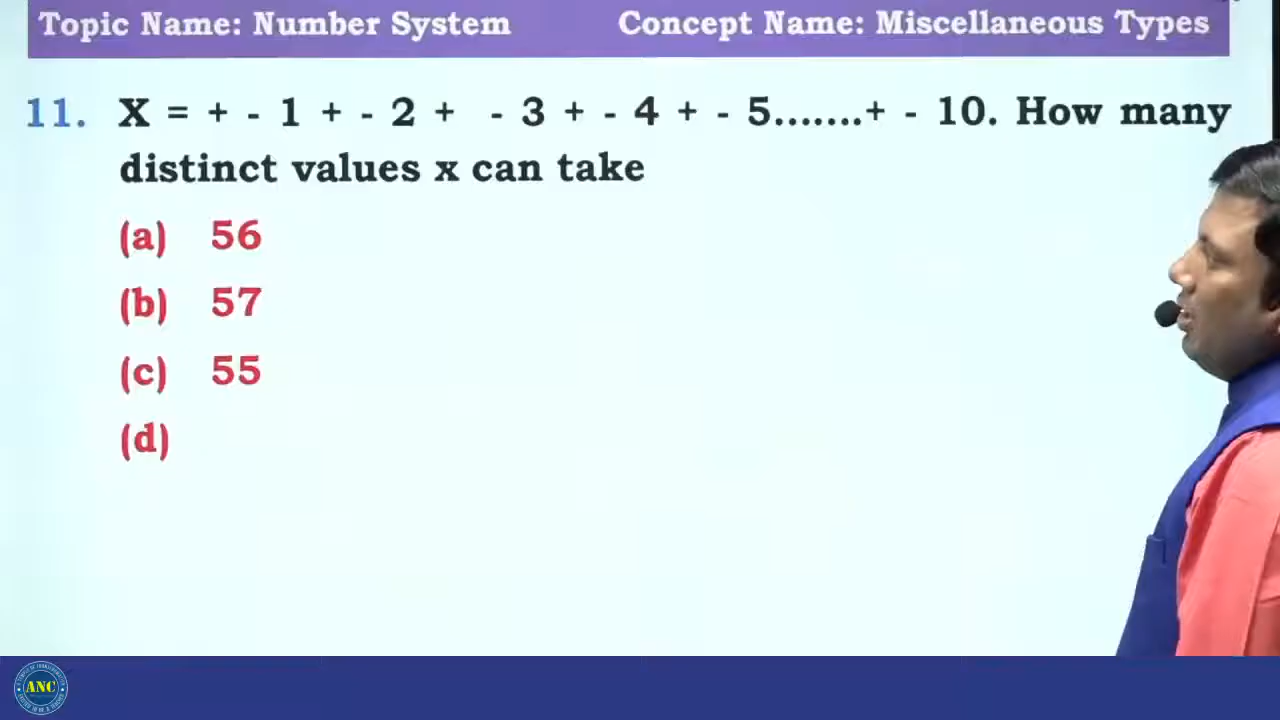 Topic Name: Number System Concept Name: Miscellaneous Types
11. X = + - 1 + - 2 + - 3 + - 4 + - 5.......+ - 10. How many
distinct values x can take
(a) 56
(b) 57
(c) 55
(d)
ANC